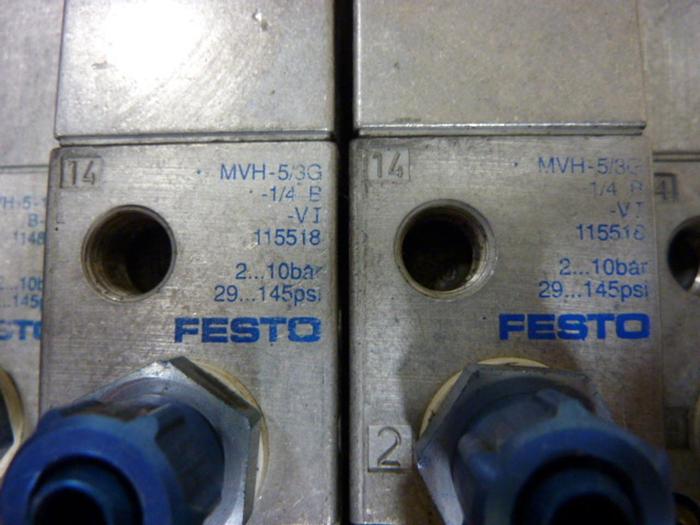 14
MVH-5/3G
-1/4 B
-VI
115518
2...10bar
29...145psi
FESTO
14
MVH-5/3G
1/4 B
-VI
115518
2...10bar
29...145psi
FESTO
2